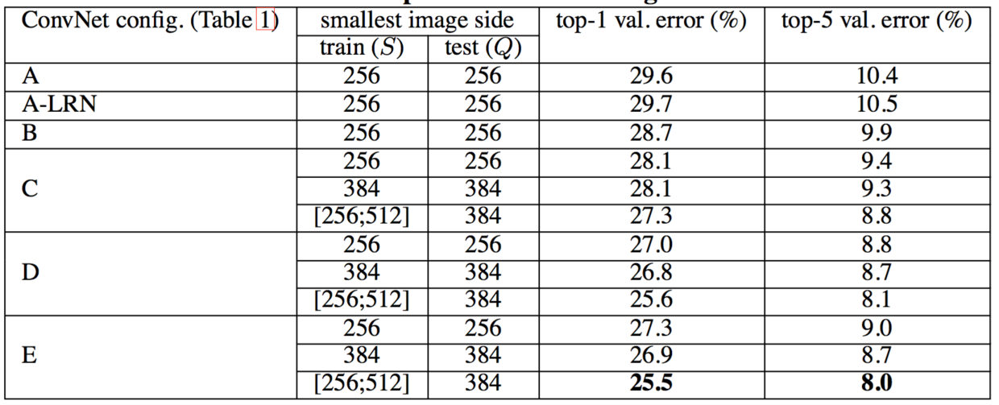 ConvNet config. (Table 1) smallest image side top-1 val. error (%) top-5 val. error (%)
train (S) test (Q)
A 256 256 29.6 10.4
A-LRN 256 256 29.7 10.5
B 256 256 28.7 9.9
256 256 28.1 9.4
C 384 384 28.1 9.3
[256;512] 384 27.3 8.8
256 256 27.0 8.8
D 384 384 26.8 8.7
[256;512] 384 25.6 8.1
256 256 27.3 9.0
E 384 384 26.9 8.7
[256;512] 384 25.5 8.0